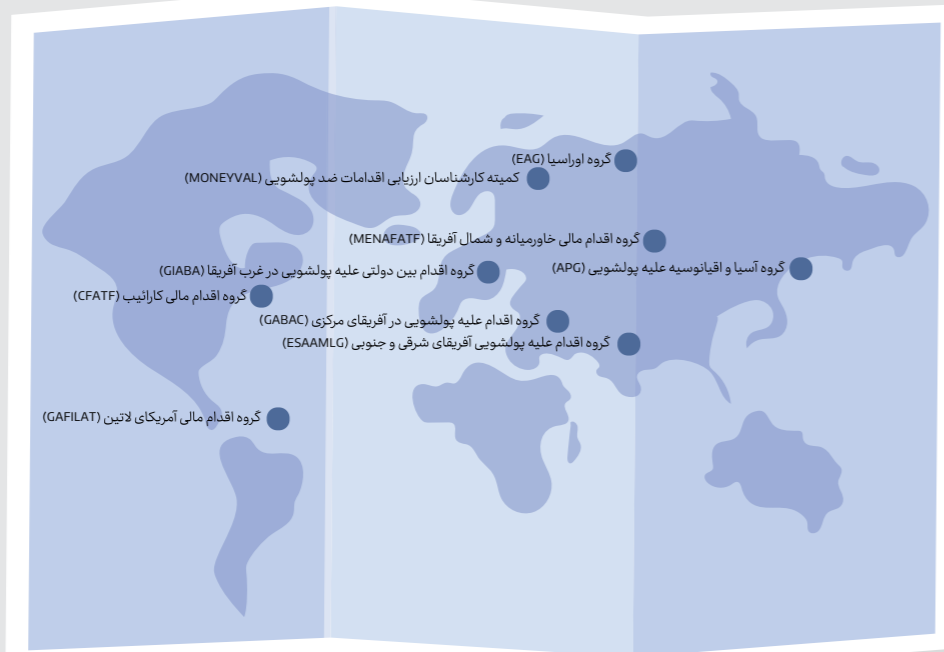 گروه اوراسیا (EAG)
کمیته کارشناسان ارزیابی اقدامات ضد پولشویی (MONEYVAL)
گروه اقدام مالی خاورمیانه و شمال آفریقا (MENAFATF)
گروه آسیا و اقیانوسیه علیه پولشویی (APG)
گروه اقدام بین دولتی علیه پولشویی در غرب آفریقا (GIABA)
گروه اقدام مالی کارائیب (CFATF)
گروه اقدام علیه پولشویی در آفریقای مرکزی (GABAC)
گروه اقدام علیه پولشویی آفریقای شرقی و جنوبی (ESAAMLG)
گروه اقدام مالی آمریکای لاتین (GAFILAT)